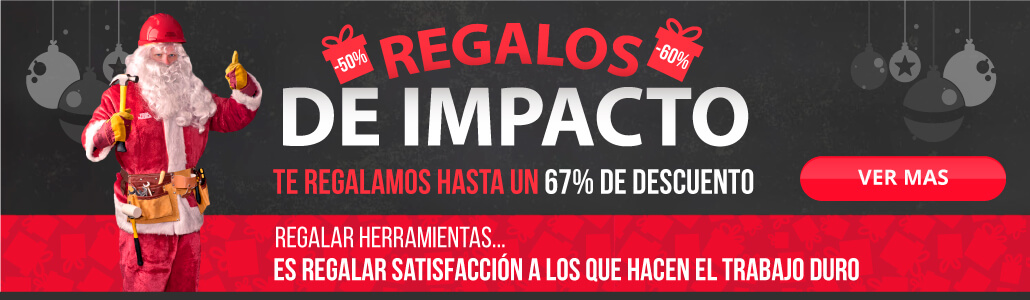 -50%
REGALOS
-60%
DE IMPACTO
TE REGALAMOS HASTA UN 67% DE DESCUENTO
VER MAS
REGALAR HERRAMIENTAS...
ES REGALAR SATISFACCIÓN A LOS QUE HACEN EL TRABAJO DURO